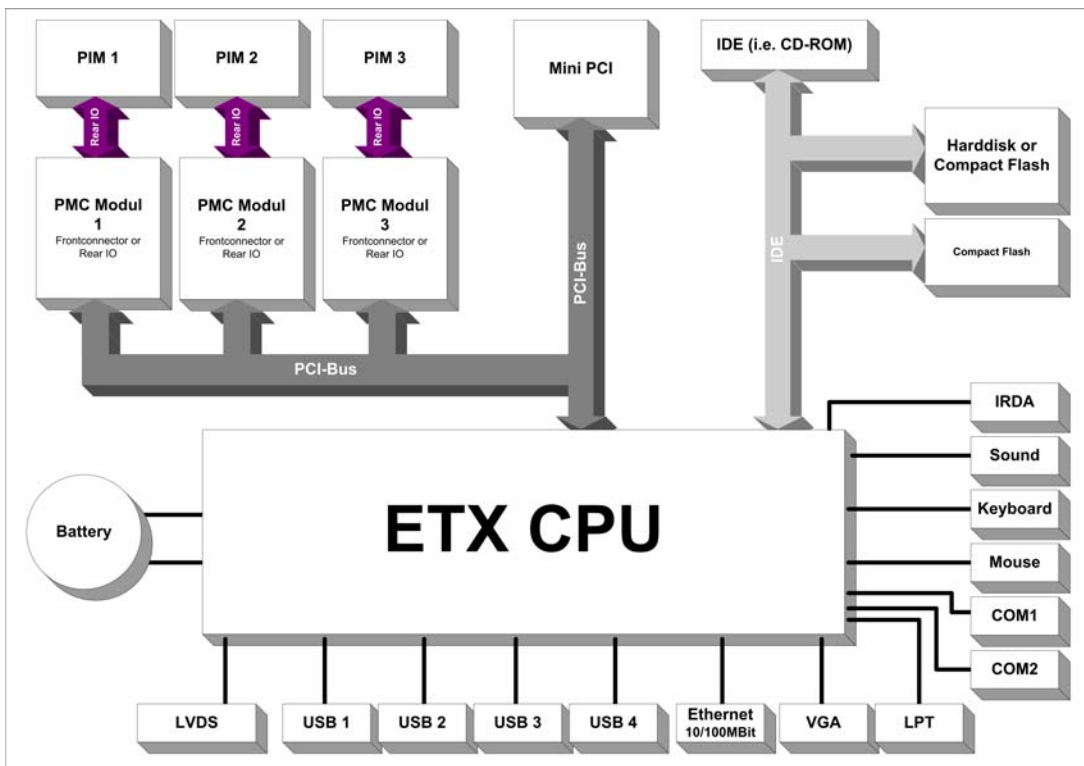 PIM 1
PIM 2
PIM 3
Mini PCI
IDE (i.e. CD-ROM)
Rear IO
Rear IO
Rear IO
Harddisk or
Compact Flash
PMC Modul
1
Frontconnector or
Rear IO
PMC Modul
2
Frontconnector or
Rear IO
PMC Modul
3
Frontconnector or
Rear IO
PCI-Bus
IDE
Compact Flash
PCI-Bus
IRDA
Sound
Keyboard
Mouse
COM1
COM2
Battery
ETX CPU
LVDS
USB 1
USB 2
USB 3
USB 4
Ethernet
10/100MBit
VGA
LPT